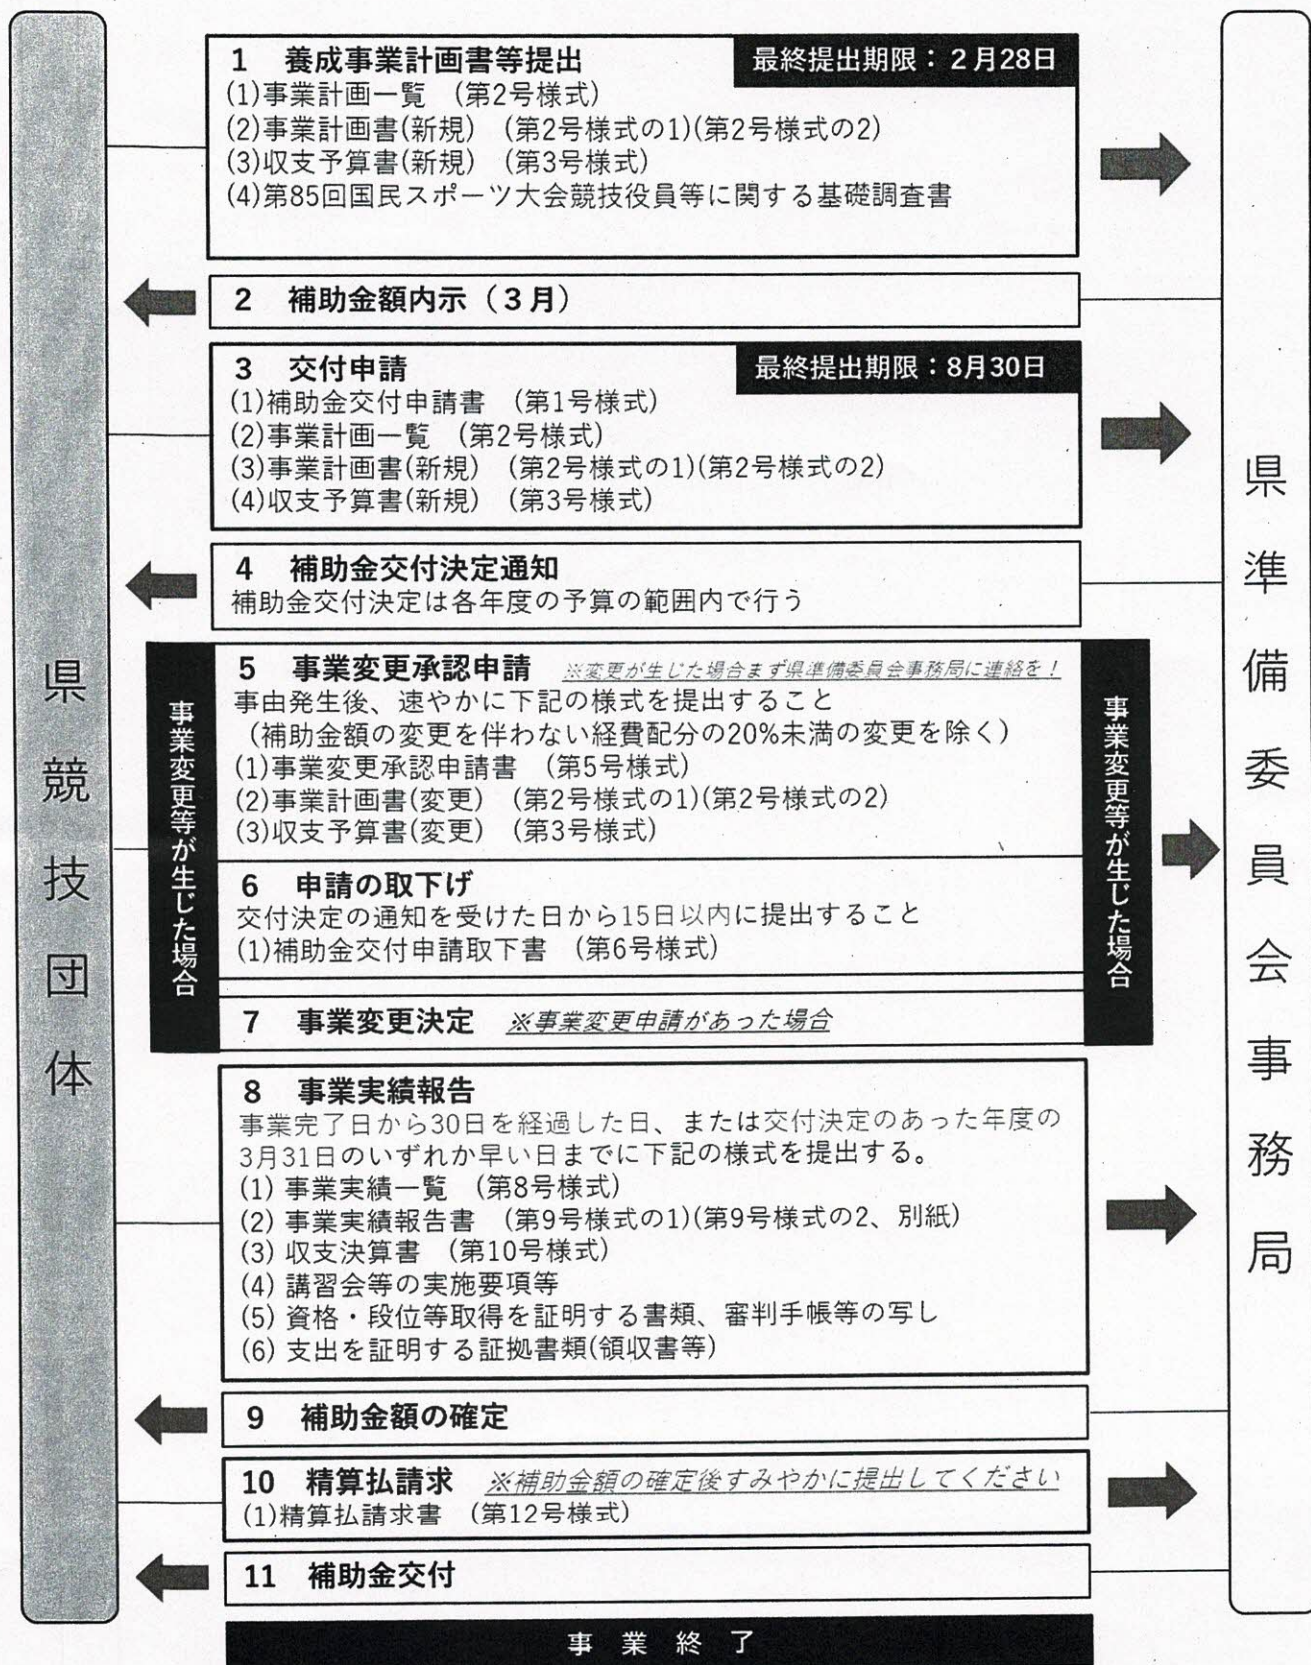 県競技団体
1 養成事業計画書等提出
最終提出期限：2月28日
(1)事業計画一覧 (第2号様式)
(2)事業計画書(新規) (第2号様式の1)(第2号様式の2)
(3)収支予算書(新規) (第3号様式)
(4)第85回国民スポーツ大会競技役員等に関する基礎調査書
2 補助金額内示（３月）
3 交付申請
最終提出期限：8月30日
(1)補助金交付申請書 (第1号様式)
(2)事業計画一覧 (第2号様式)
(3)事業計画書(新規) (第2号様式の1)(第2号様式の2)
(4)収支予算書(新規) (第3号様式)
4 補助金交付決定通知
補助金交付決定は各年度の予算の範囲内で行う
事業変更等が生じた場合
5 事業変更承認申請 ※変更が生じた場合まず県準備委員会事務局に連絡を！
事由発生後、速やかに下記の様式を提出すること
（補助金額の変更を伴わない経費配分の20%未満の変更を除く）
(1)事業変更承認申請書 (第5号様式)
(2)事業計画書(変更) (第2号様式の1)(第2号様式の2)
(3)収支予算書(変更) (第3号様式)
6 申請の取下げ
交付決定の通知を受けた日から15日以内に提出すること
(1)補助金交付申請取下書 (第6号様式)
7 事業変更決定 ※事業変更申請があった場合
事業変更等が生じた場合
8 事業実績報告
事業完了日から30日を経過した日、または交付決定のあった年度の
3月31日のいずれか早い日までに下記の様式を提出する。
(1) 事業実績一覧 (第8号様式)
(2) 事業実績報告書 (第9号様式の1)(第9号様式の2、別紙)
(3) 収支決算書 (第10号様式)
(4) 講習会等の実施要項等
(5) 資格・段位等取得を証明する書類、審判手帳等の写し
(6) 支出を証明する証拠書類(領収書等)
9 補助金額の確定
10 精算払請求 ※補助金額の確定後すみやかに提出してください
(1)精算払請求書 (第12号様式)
11 補助金交付
事業終了
県準備委員会事務局